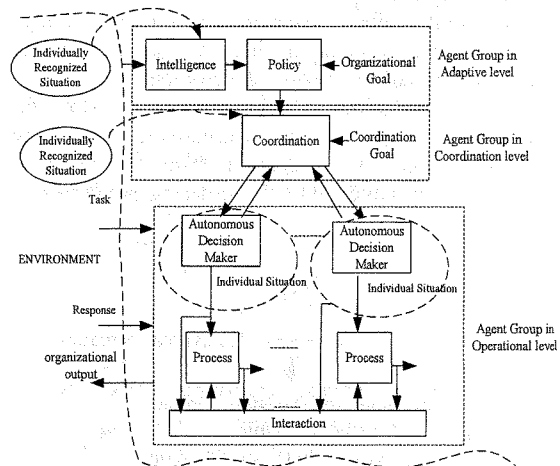 Individually
Recognized
Situation
Intelligence
Policy
Organizational
Goal
Agent Group in
Adaptive level
Individually
Recognized
Situation
Coordination
Coordination
Goal
Agent Group in
Coordination level
Task
Autonomous
Decision
Maker
Autonomous
Decision
Maker
ENVIRONMENT
Individual Situation
Individual Situation
Response
Process
Process
Agent Group in
Operational level
organizational
output
Interaction